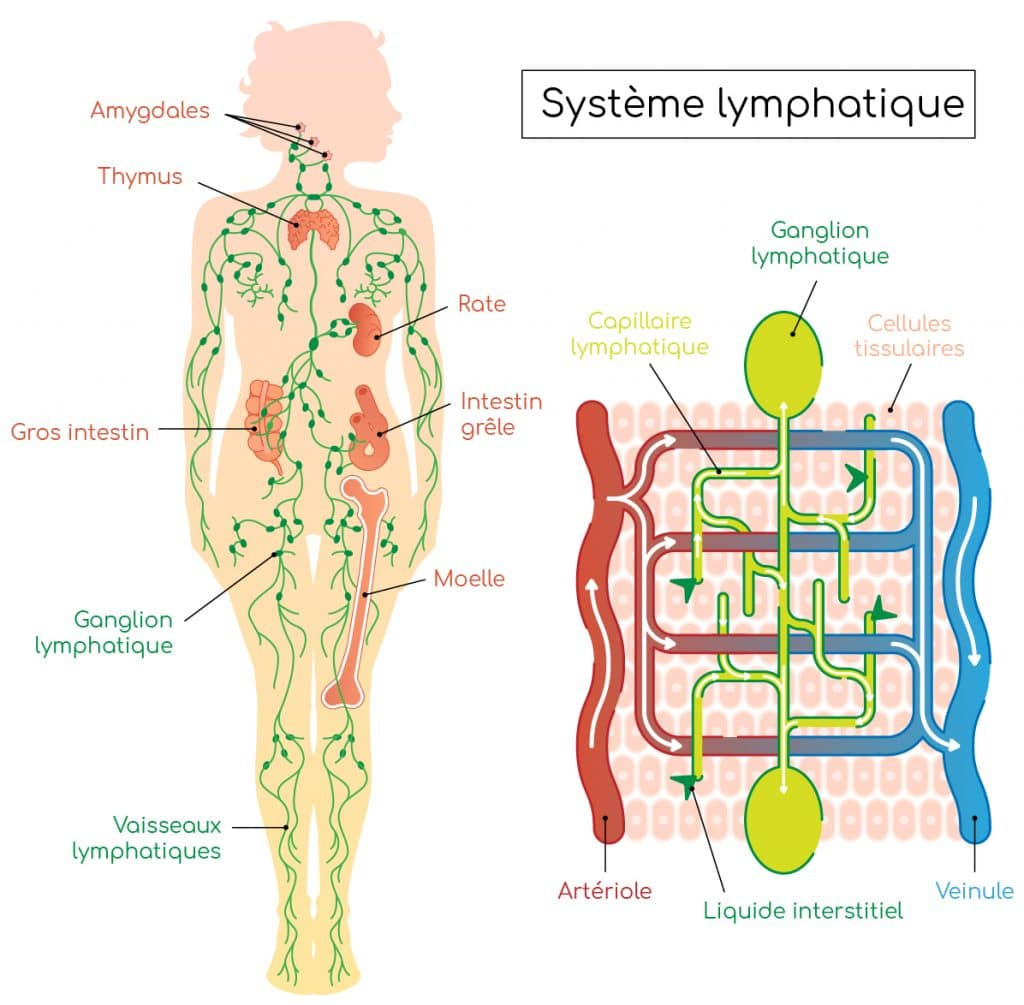 Système lymphatique
Amygdales
Thymus
Rate
Gros intestin
Intestin
grêle
Moelle
Ganglion
lymphatique
Vaisseaux
lymphatiques
Ganglion
lymphatique
Capillaire
lymphatique
Cellules
tissulaires
Artériole
Liquide interstitiel
Veinule